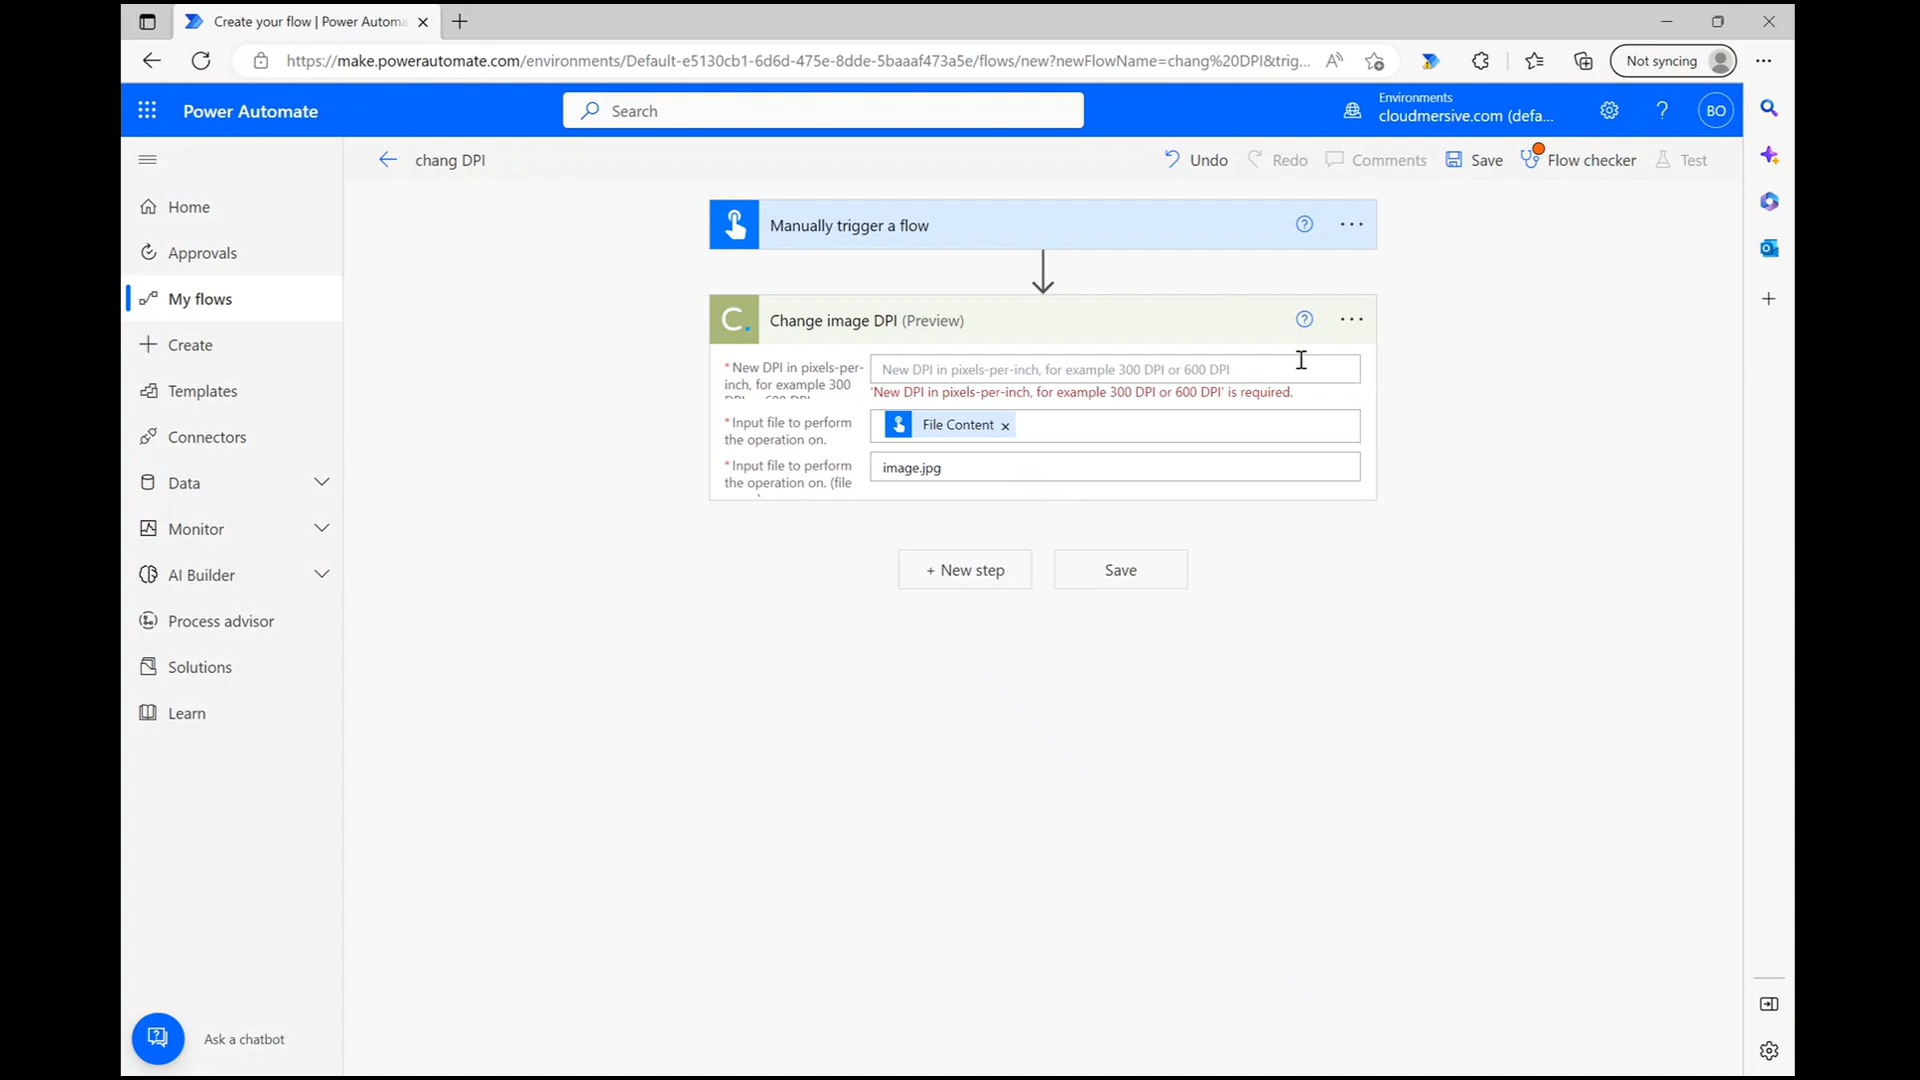 Create your flow | Power Automa
https://make.powerautomate.com/environments/Default-e5130cb1-6d6d-475e-8dde-5baaaf473a5e/flows/new?newFlowName=chang%20DPI&trig...
Not syncing
Power Automate
Search
Environments
cloudmersive.com (defa...
BO
chang DPI
Undo
Redo
Comments
Save
Flow checker
Test
Home
Approvals
My flows
Create
Templates
Connectors
Data
Monitor
AI Builder
Process advisor
Solutions
Learn
Ask a chatbot
Manually trigger a flow
C.
Change image DPI (Preview)
* New DPI in pixels-per-
inch, for example 300
New DPI in pixels-per-inch, for example 300 DPI or 600 DPI
'New DPI in pixels-per-inch, for example 300 DPI or 600 DPI' is required.
* Input file to perform
the operation on.
File Content ×
* Input file to perform
the operation on. (file
image.jpg
+ New step
Save